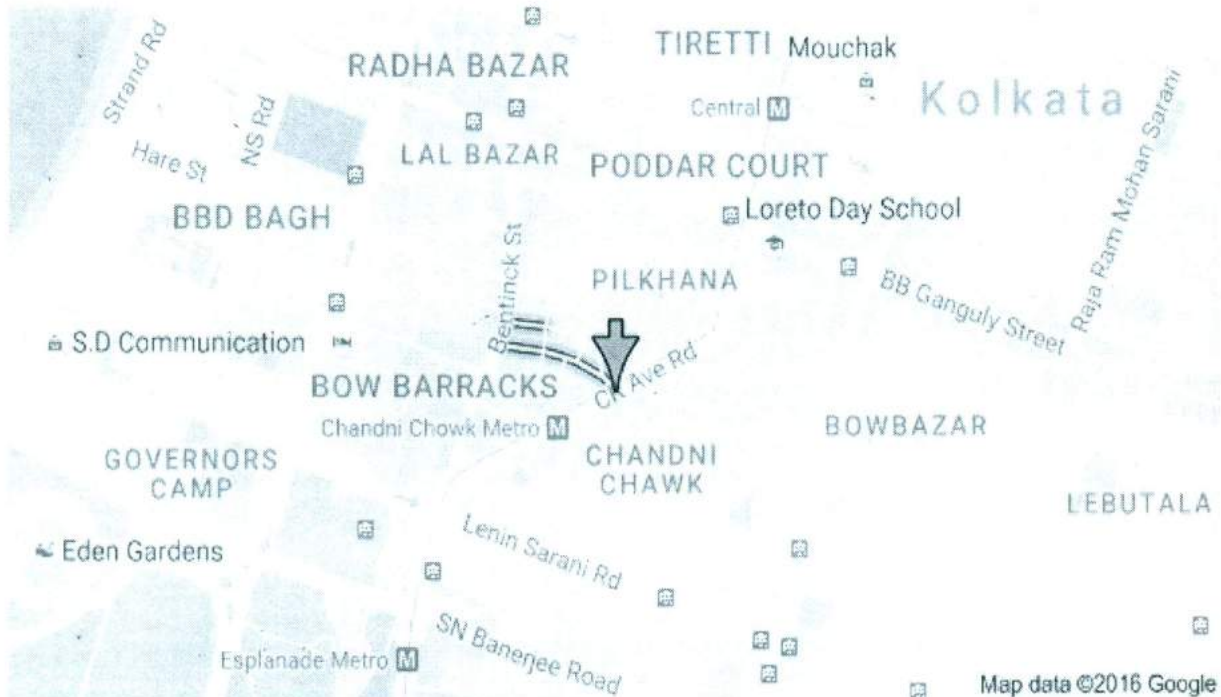 TIRETTI
Mouchak
RADHA BAZAR
Strand Rd
NS Rd
Central M
Kolkata
Hare St
LAL BAZAR
PODDAR COURT
Raja Ram Mohan Sarani
BBD BAGH
Loreto Day School
Bentinck St
PILKHANA
BB Ganguly Street
S.D Communication
BOW BARRACKS
CR Ave Rd
Chandni Chowk Metro M
BOWBAZAR
GOVERNORS
CAMP
CHANDNI
CHAWK
LEBUTALA
Eden Gardens
Lenin Sarani Rd
SN Banerjee Road
Esplanade Metro M
Map data ©2016 Google